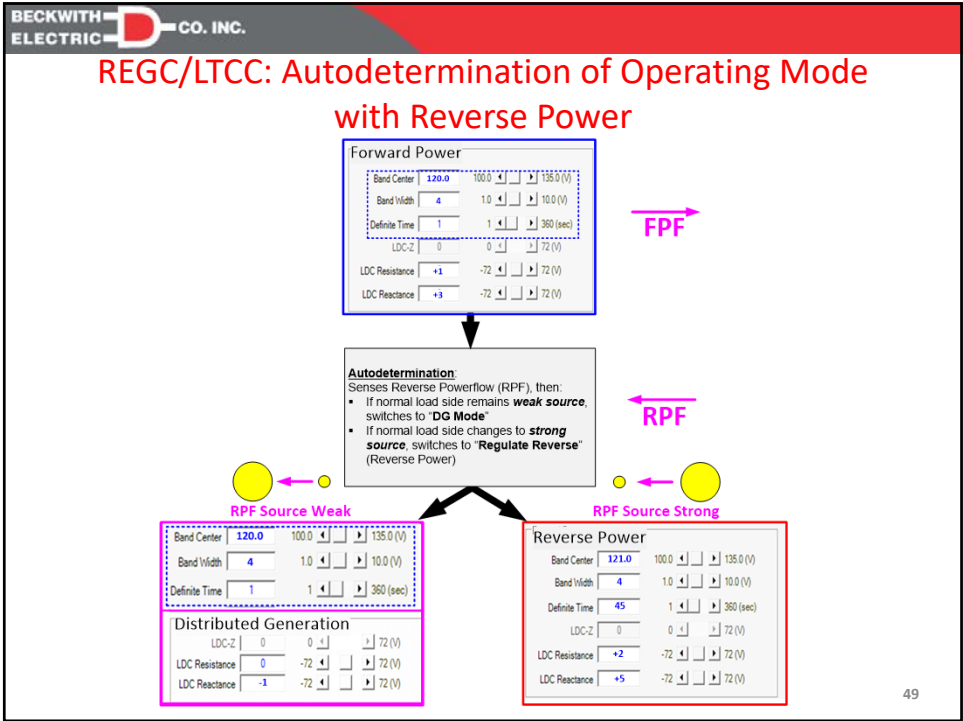 BECKWITH
ELECTRIC
CO. INC.
REGC/LTCC: Autodetermination of Operating Mode
with Reverse Power
Forward Power
Band Center 120.0 100.0 135.0 (V)
Band Width 4 1.0 10.0 (V)
Definite Time 1 1 360 (sec)
LDC-Z 0 0 72 (V)
LDC Resistance +1 -72 72 (V)
LDC Reactance +3 -72 72 (V)
FPF
Autodetermination:
Senses Reverse Powerflow (RPF), then:
▪ If normal load side remains weak source,
switches to “DG Mode”
▪ If normal load side changes to strong
source, switches to “Regulate Reverse”
(Reverse Power)
RPF
RPF Source Weak
RPF Source Strong
Band Center 120.0 100.0 135.0 (V)
Band Width 4 1.0 10.0 (V)
Definite Time 1 1 360 (sec)
Distributed Generation
LDC-Z 0 0 72 (V)
LDC Resistance 0 -72 72 (V)
LDC Reactance -1 -72 72 (V)
Reverse Power
Band Center 121.0 100.0 135.0 (V)
Band Width 4 1.0 10.0 (V)
Definite Time 45 1 360 (sec)
LDC-Z 0 0 72 (V)
LDC Resistance +2 -72 72 (V)
LDC Reactance +5 -72 72 (V)
49